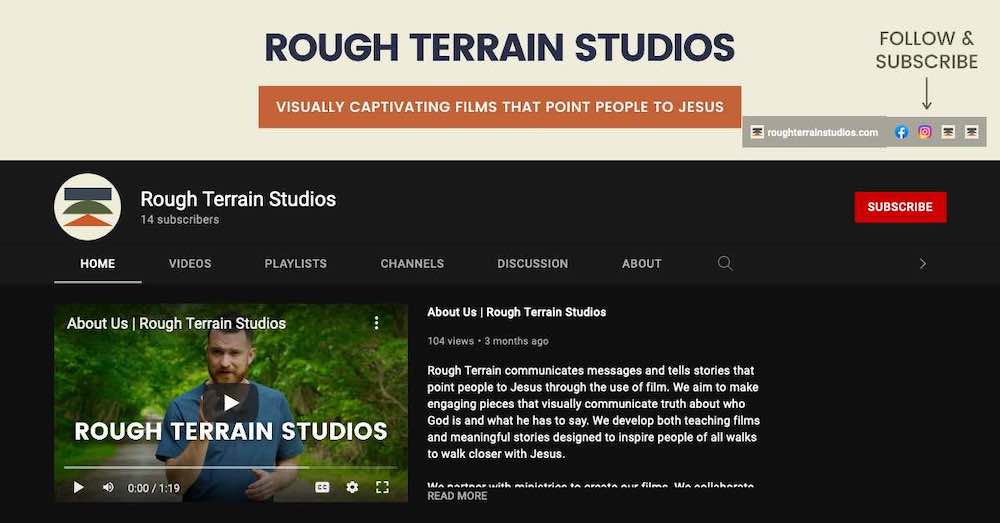 ROUGH TERRAIN STUDIOS
VISUALLY CAPTIVATING FILMS THAT POINT PEOPLE TO JESUS
FOLLOW &
SUBSCRIBE
roughterrainstudios.com
Rough Terrain Studios
14 subscribers
SUBSCRIBE
HOME
VIDEOS
PLAYLISTS
CHANNELS
DISCUSSION
ABOUT
About Us | Rough Terrain Studios
ROUGH TERRAIN STUDIOS
0:00 / 1:19
CC
About Us | Rough Terrain Studios
104 views • 3 months ago
Rough Terrain communicates messages and tells stories that
point people to Jesus through the use of film. We aim to make
engaging pieces that visually communicate truth about who
God is and what he has to say. We develop both teaching films
and meaningful stories designed to inspire people of all walks
to walk closer with Jesus.
We partner with ministries to create our films. We collaborate
READ MORE